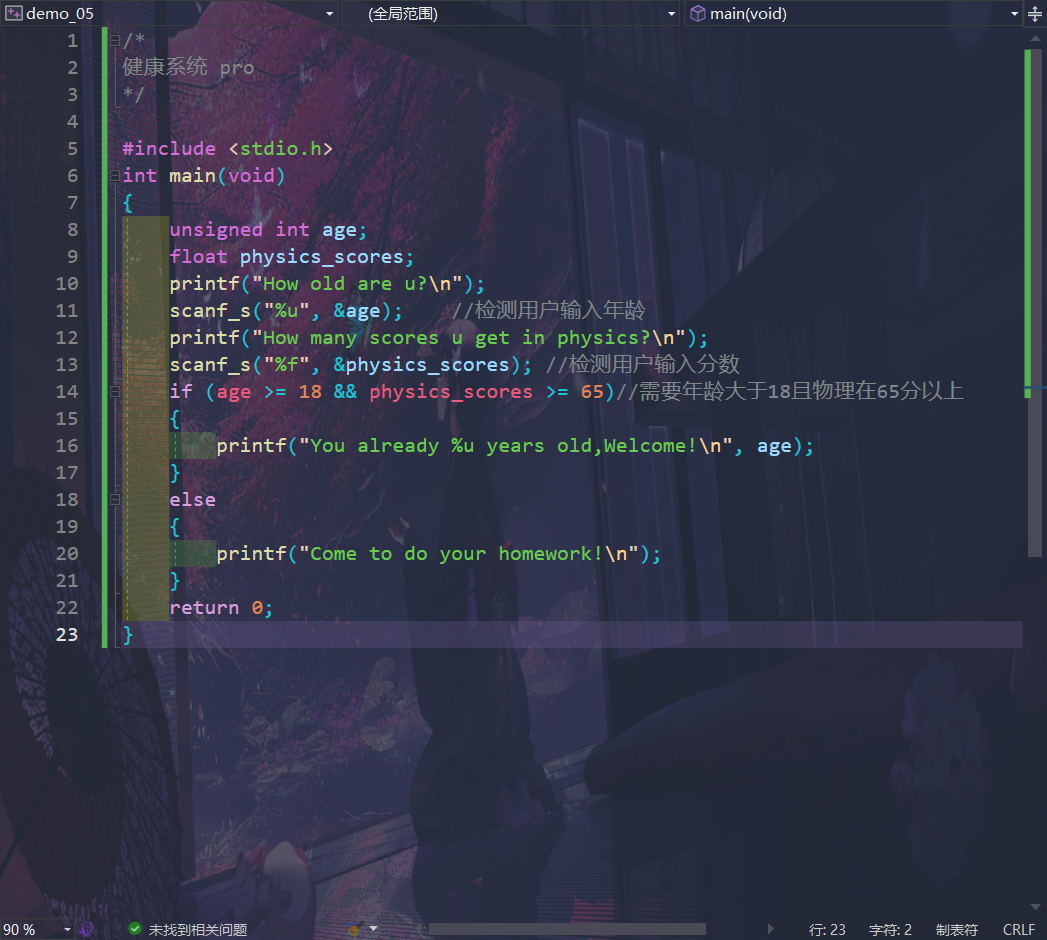 demo_05 (全局范围) main(void)
1 /*
2 健康系统 pro
3 */
4
5 #include <stdio.h>
6 int main(void)
7 {
8 unsigned int age;
9 float physics_scores;
10 printf("How old are u?\n");
11 scanf_s("%u", &age); //检测用户输入年龄
12 printf("How many scores u get in physics?\n");
13 scanf_s("%f", &physics_scores); //检测用户输入分数
14 if (age >= 18 && physics_scores >= 65)//需要年龄大于18且物理在65分以上
15 {
16 printf("You already %u years old,Welcome!\n", age);
17 }
18 else
19 {
20 printf("Come to do your homework!\n");
21 }
22 return 0;
23 }
90 % 未找到相关问题 行: 23 字符: 2 制表符 CRLF